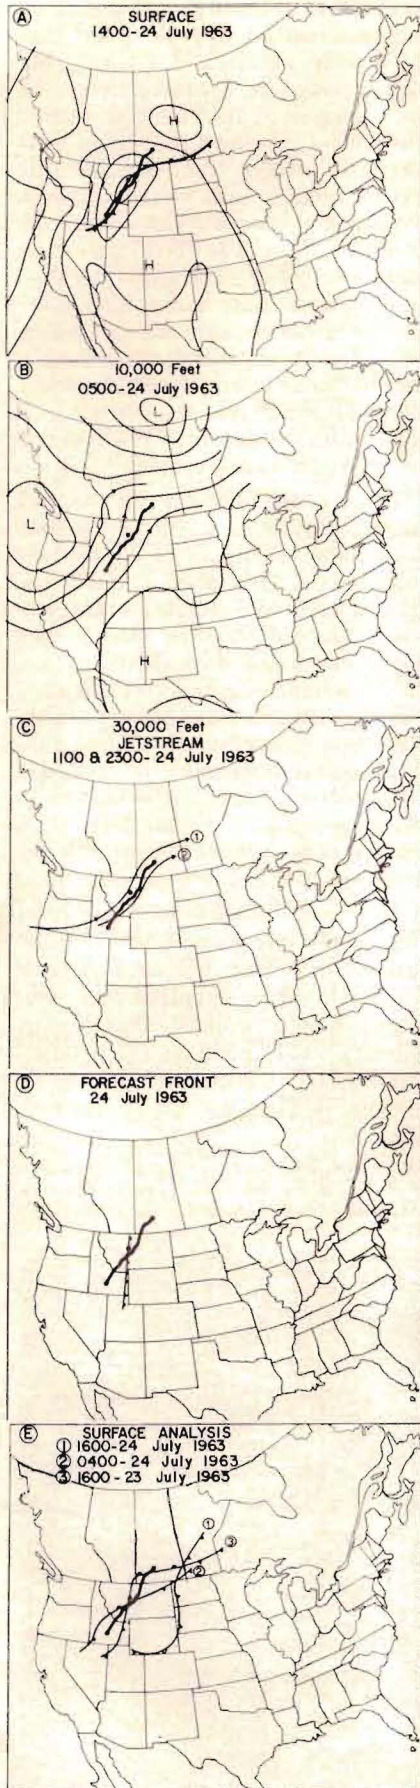 A
SURFACE
1400-24 July 1963
H
H
B
10,000 Feet
0500-24 July 1963
L
L
H
C
30,000 Feet
JETSTREAM
1100 & 2300-24 July 1963
1
2
D
FORECAST FRONT
24 July 1963
E
SURFACE ANALYSIS
1 1600-24 July 1963
2 0400-24 July 1963
3 1600-23 July 1963
1
3
2